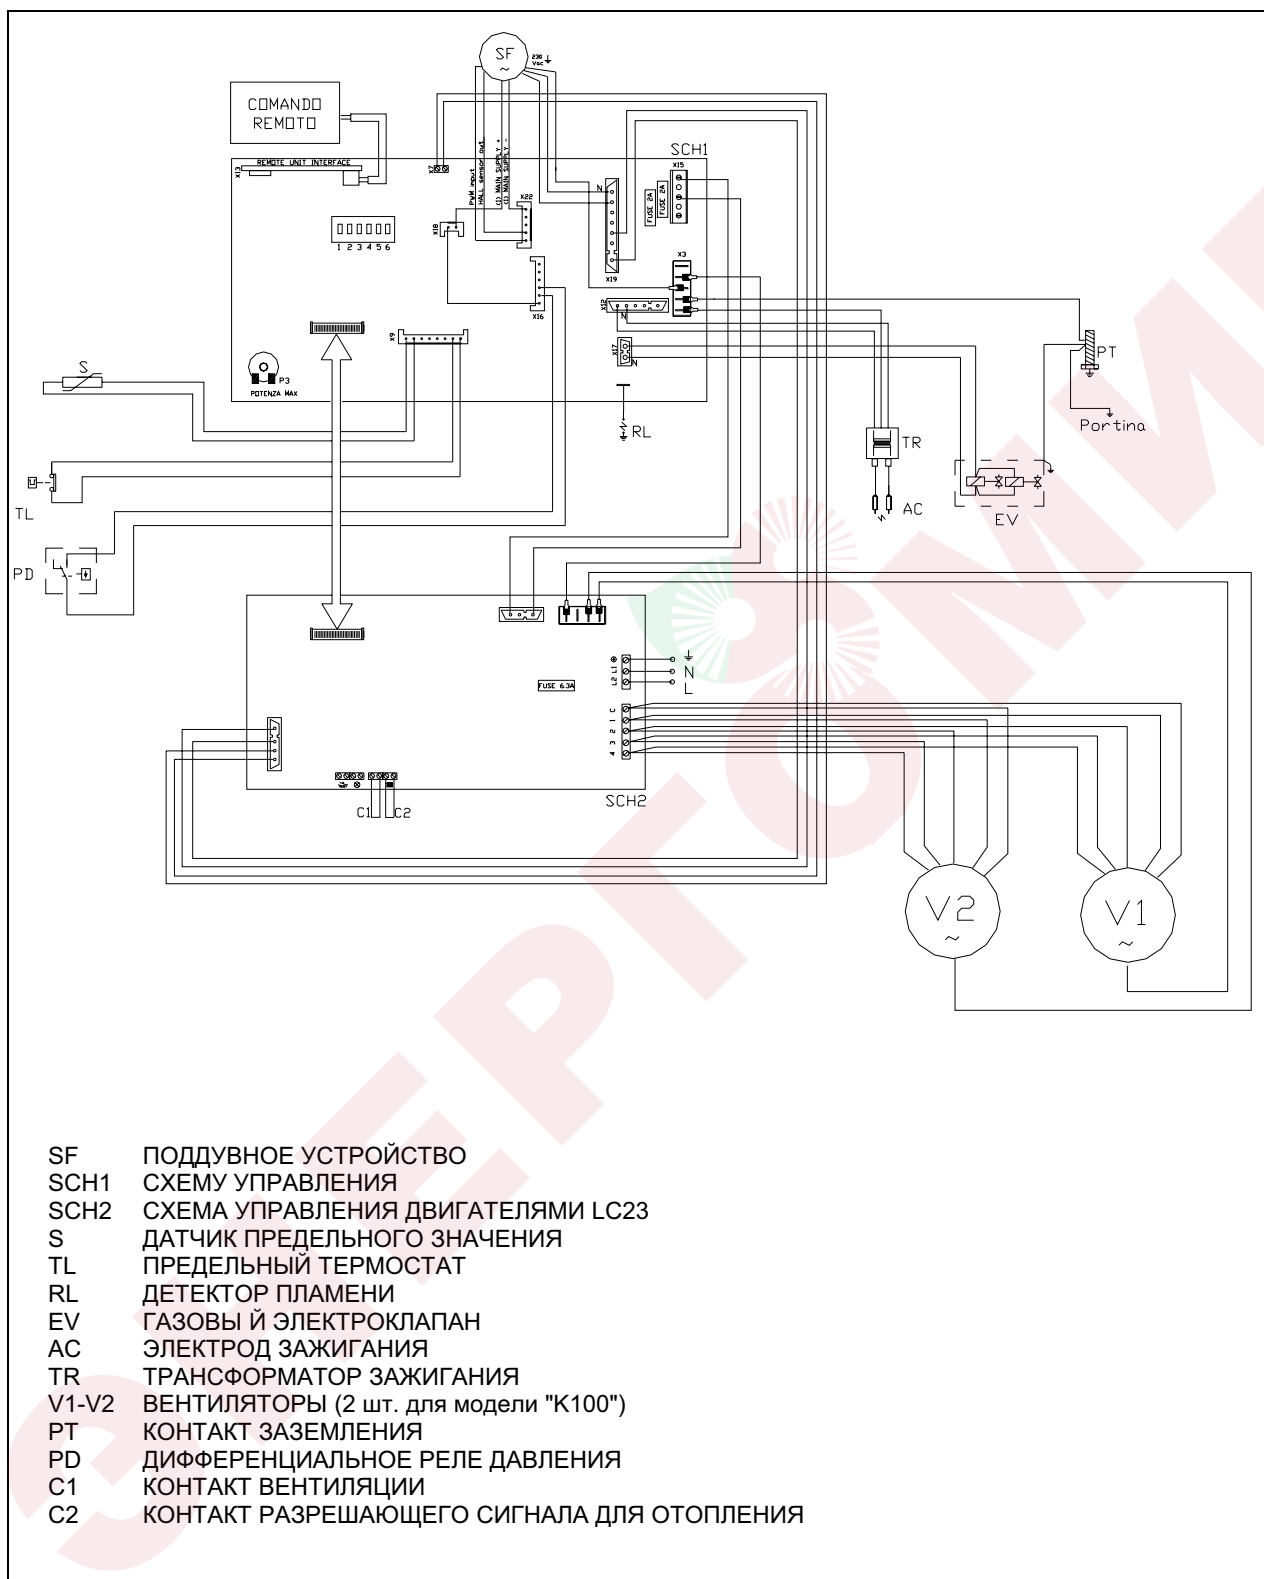 SF
~
230
Vac
COMANDO
REMOTO
REMOTE UNIT INTERFACE
X13
X7
PWM input
HALL sensor out
(1) MAIN SUPPLY +
(1) MAIN SUPPLY -
SCH1
X15
FUSE 2A
FUSE 2A
X22
X18
N
X19
X3
1 2 3 4 5 6
X16
X12
N
X9
X17
N
S
P3
POTENZA MAX
PT
Portina
RL
TR
AC
EV
TL
PD
FUSE 6.3A
L2 L1
N
L
C
1
2
3
4
C1
C2
SCH2
V2
~
V1
~
SF ПОДДУВНОЕ УСТРОЙСТВО
SCH1 СХЕМУ УПРАВЛЕНИЯ
SCH2 СХЕМА УПРАВЛЕНИЯ ДВИГАТЕЛЯМИ LC23
S ДАТЧИК ПРЕДЕЛЬНОГО ЗНАЧЕНИЯ
TL ПРЕДЕЛЬНЫЙ ТЕРМОСТАТ
RL ДЕТЕКТОР ПЛАМЕНИ
EV ГАЗОВЫ Й ЭЛЕКТРОКЛАПАН
AC ЭЛЕКТРОД ЗАЖИГАНИЯ
TR ТРАНСФОРМАТОР ЗАЖИГАНИЯ
V1-V2 ВЕНТИЛЯТОРЫ (2 шт. для модели "K100")
PT КОНТАКТ ЗАЗЕМЛЕНИЯ
PD ДИФФЕРЕНЦИАЛЬНОЕ РЕЛЕ ДАВЛЕНИЯ
C1 КОНТАКТ ВЕНТИЛЯЦИИ
C2 КОНТАКТ РАЗРЕШАЮЩЕГО СИГНАЛА ДЛЯ ОТОПЛЕНИЯ
ЭНЕРГОМИ